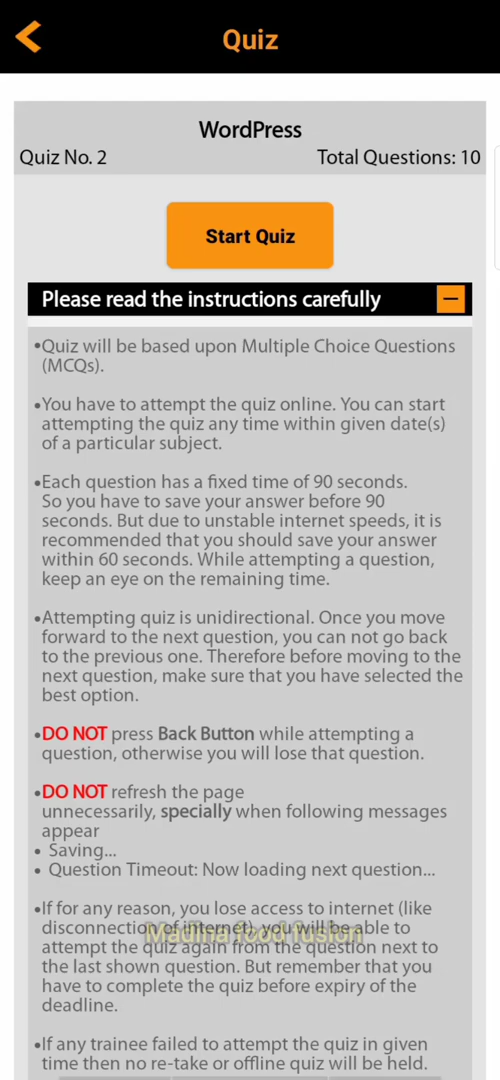 Quiz
WordPress
Quiz No. 2
Total Questions: 10
Start Quiz
Please read the instructions carefully
•Quiz will be based upon Multiple Choice Questions
(MCQs).
•You have to attempt the quiz online. You can start
attempting the quiz any time within given date(s)
of a particular subject.
•Each question has a fixed time of 90 seconds.
So you have to save your answer before 90
seconds. But due to unstable internet speeds, it is
recommended that you should save your answer
within 60 seconds. While attempting a question,
keep an eye on the remaining time.
•Attempting quiz is unidirectional. Once you move
forward to the next question, you can not go back
to the previous one. Therefore before moving to the
next question, make sure that you have selected the
best option.
•DO NOT press Back Button while attempting a
question, otherwise you will lose that question.
•DO NOT refresh the page
unnecessarily, specially when following messages
appear
• Saving...
• Question Timeout: Now loading next question...
•If for any reason, you lose access to internet (like
disconnection of internet), you will be able to
Madina food fusion
attempt the quiz again from the question next to
the last shown question. But remember that you
have to complete the quiz before expiry of the
deadline.
•If any trainee failed to attempt the quiz in given
time then no re-take or offline quiz will be held.